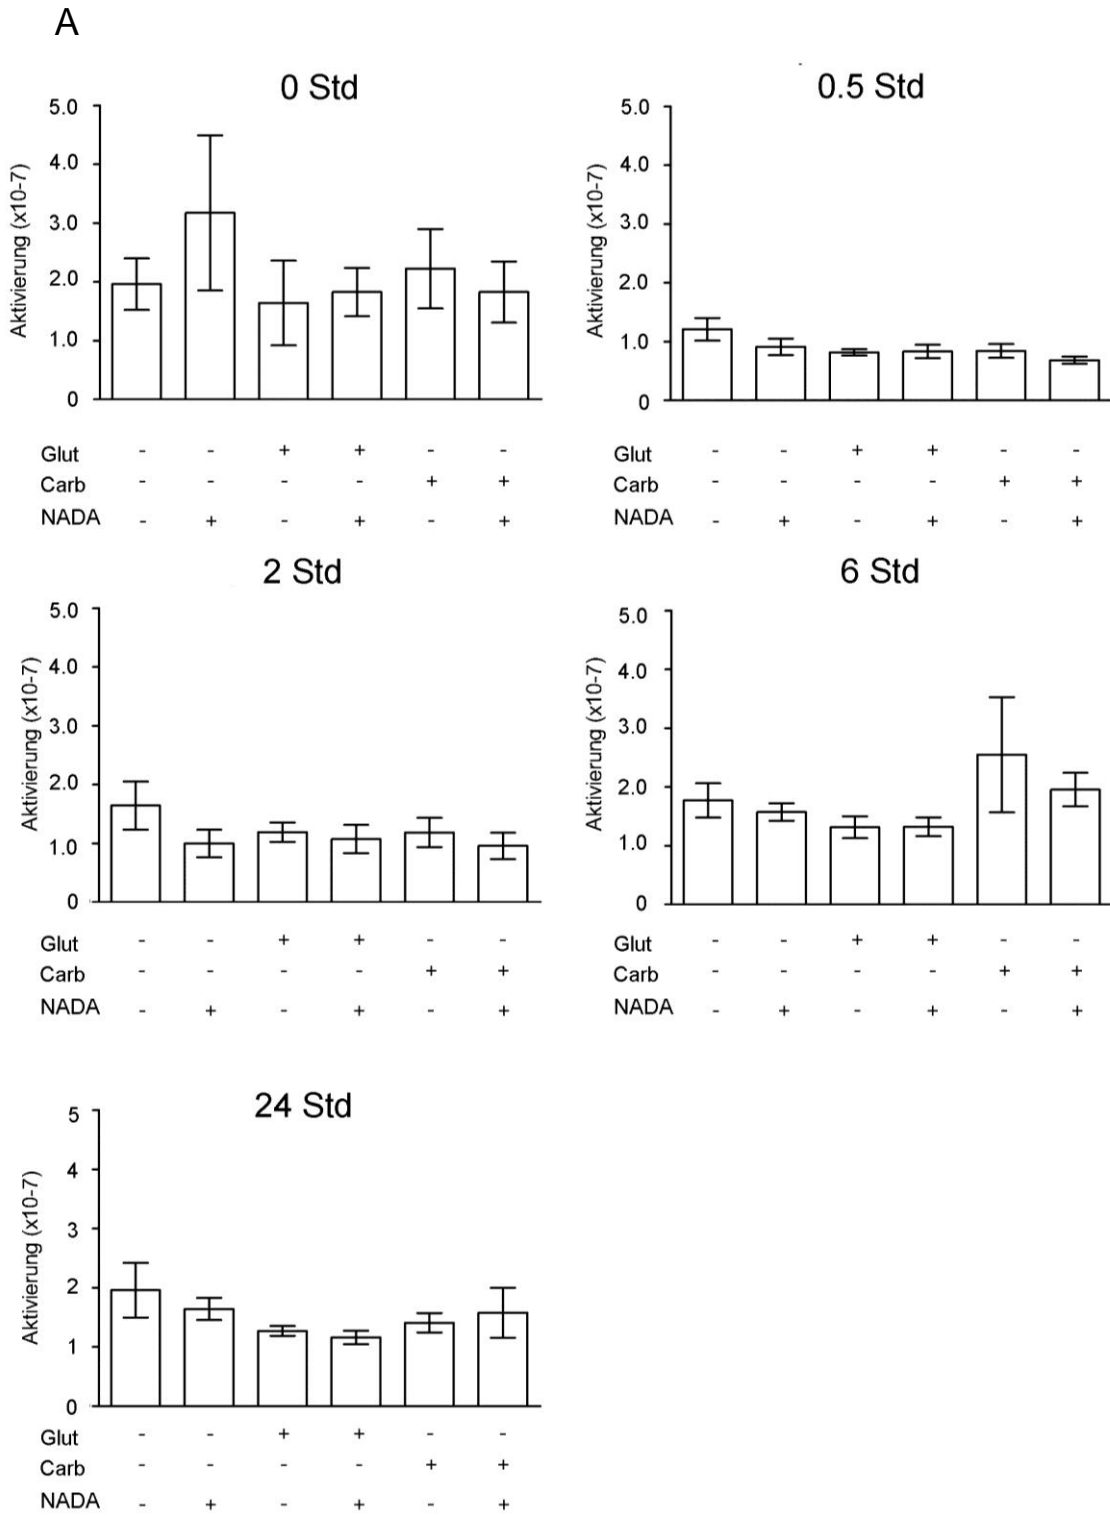 A
0 Std
Aktivierung (x10-7)
5.0
4.0
3.0
2.0
1.0
0
Glut - - + + - -
Carb - - - - + +
NADA - + - + - +
0.5 Std
Aktivierung (x10-7)
5.0
4.0
3.0
2.0
1.0
0
Glut - - + + - -
Carb - - - - + +
NADA - + - + - +
2 Std
Aktivierung (x10-7)
5.0
4.0
3.0
2.0
1.0
0
Glut - - + + - -
Carb - - - - + +
NADA - + - + - +
6 Std
Aktivierung (x10-7)
5.0
4.0
3.0
2.0
1.0
0
Glut - - + + - -
Carb - - - - + +
NADA - + - + - +
24 Std
Aktivierung (x10-7)
5
4
3
2
1
0
Glut - - + + - -
Carb - - - - + +
NADA - + - + - +